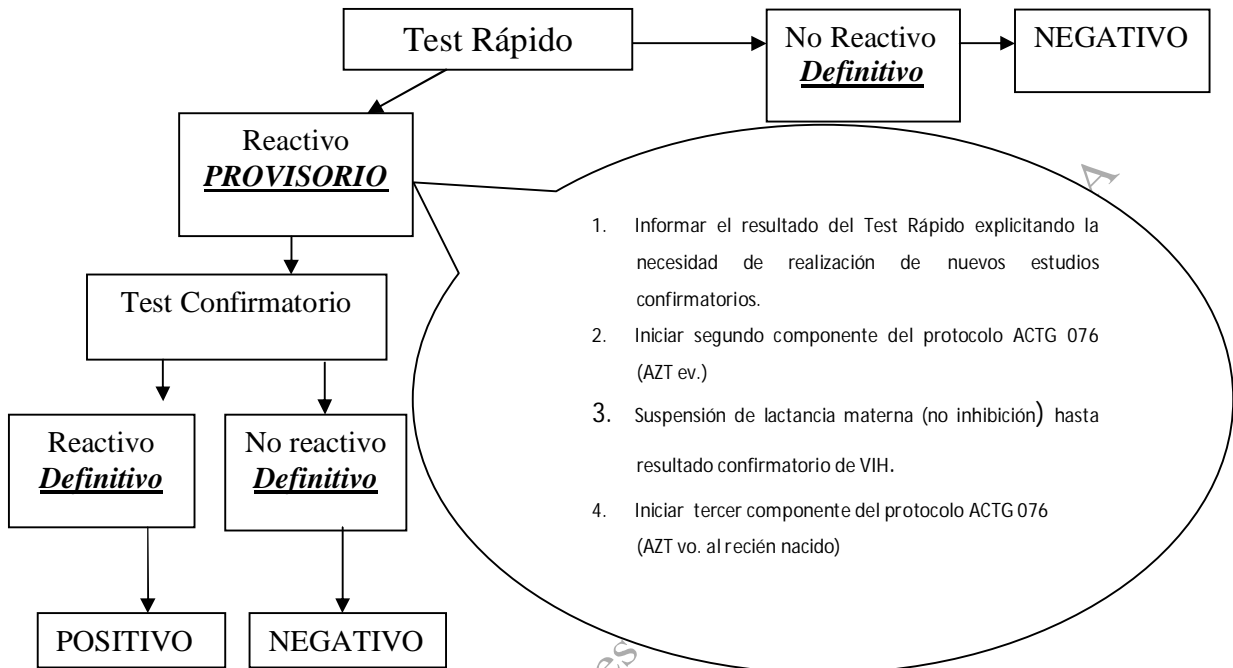 Test Rápido
No Reactivo
Definitivo
NEGATIVO
Reactivo
PROVISORIO
1. Informar el resultado del Test Rápido explicitando la
necesidad de realización de nuevos estudios
confirmatorios.
2. Iniciar segundo componente del protocolo ACTG 076
(AZT ev.)
3. Suspensión de lactancia materna (no inhibición) hasta
resultado confirmatorio de VIH.
4. Iniciar tercer componente del protocolo ACTG 076
(AZT vo. al recién nacido)
Test Confirmatorio
Reactivo
Definitivo
No reactivo
Definitivo
POSITIVO
NEGATIVO
A
es